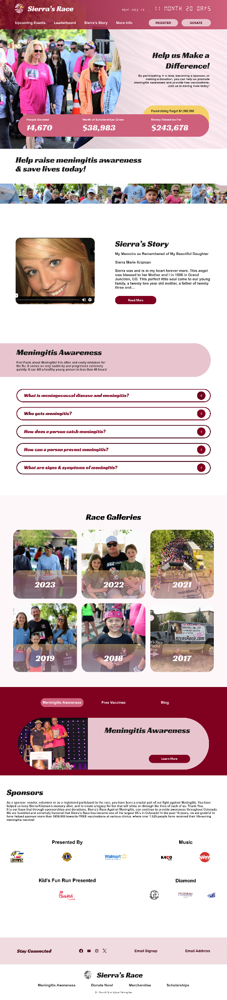 Sierra's Race
NEXT RACE IN ... 11 MONTH 20 DAYS
Upcoming Events Leaderboard Sierra's Story More Info REGISTER DONATE
Help us Make a
Difference!
By participating in a race, becoming a sponsor, or
making a donation, you can help us promote
meningitis awareness and provide free vaccinations.
Join us in saving lives today!
Fundraising Target $1,500,000
People Donated Worth of Scholarships Given Money Raised so Far
14,670 $38,983 $243,678
Help raise meningitis awareness
& save lives today!
Sierra's Story
My Memoirs as Remembered of My Beautiful Daughter
Sierra Marie Krizman
Sierra was and is in my heart forever more. This angel
was blessed to her Mother and I in 1986 in Grand
Junction, CO. This perfect little soul came to our young
family, a twenty two year old mother, a father of twenty
three and...
Read More
Meningitis Awareness
Fast Facts about Meningitis! It is often and easily mistaken for
the flu; it comes on very suddenly and progresses extremely
quickly. It can kill a healthy young person in less than 48 hours!
What is meningococcal disease and meningitis?
Who gets meningitis?
How does a person catch meningitis?
How can a person prevent meningitis?
What are signs & symptoms of meningitis?
Race Galleries
2023 2022 2021
Saturday, June 17th
errasRace.com
2019 2018 2017
Meninigitis Awareness Free Vaccines Blog
Meningitis Awareness
Learn More
Sponsors
As a sponsor, vendor, volunteer or as a registered participant in the race, you have been a crucial part of our fight against Meningitis. You have
helped us keep Sierra Krizman's memory alive, and to create a legacy for her that will shine on through the lives of each of us. Thank You.
It is our hope that through sponsorships and donations, Sierra's Race Against Meningitis, can continue to provide awareness throughout Colorado.
We are humbled and extremely honored that Sierra's Race has become one of the largest 5K's in Colorado! In the past 16 years, we are grateful to
have helped sponsor more than $898,000 towards FREE vaccinations at various clinics, where over 7,525 people have received their life-saving
meningitis vaccine!
Presented By Music
EAGLES Walmart K4CO Way
Kid's Fun Run Presented Diamond
Chick-fil-A GE CENTENNIAL
Stay Connected Email Signup Email Address
Sierra's Race
Meningitis Awareness Donate Now! Merchandise Scholarships
© Sierra's Race Against Meningitis